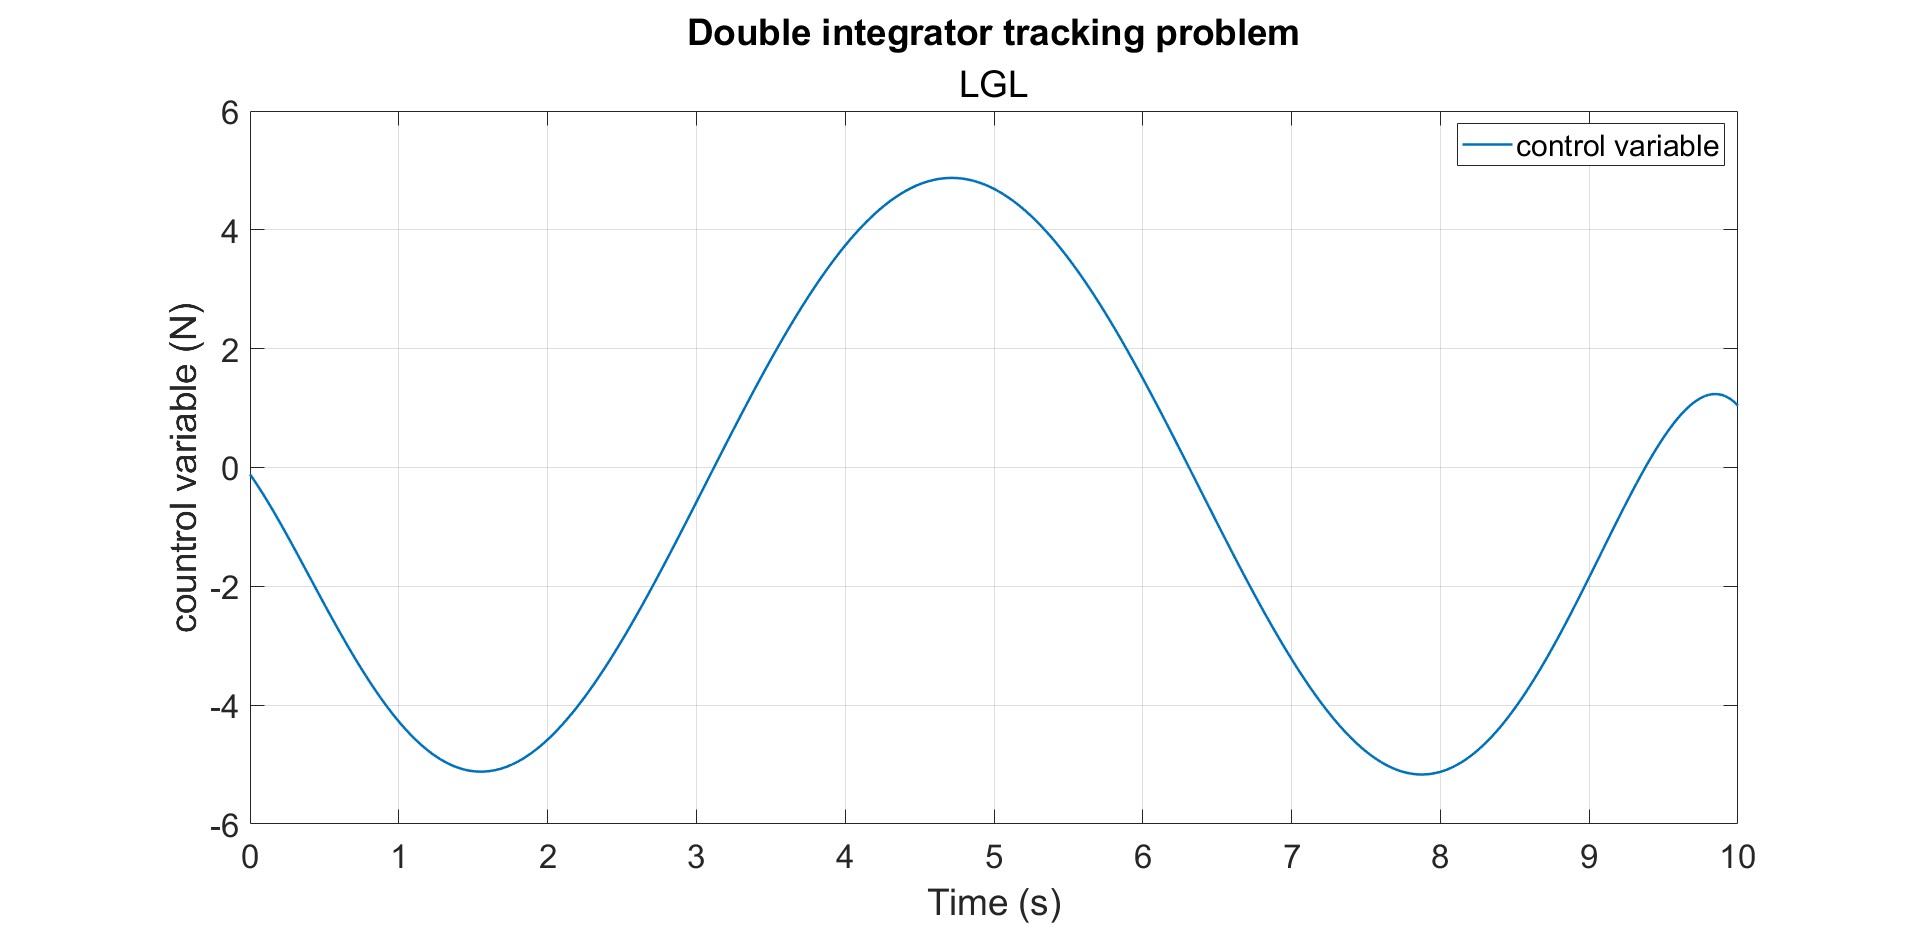 Double integrator tracking problem
LGL
control variable
countrol variable (N)
6
4
2
0
-2
-4
-6
0 1 2 3 4 5 6 7 8 9 10
Time (s)